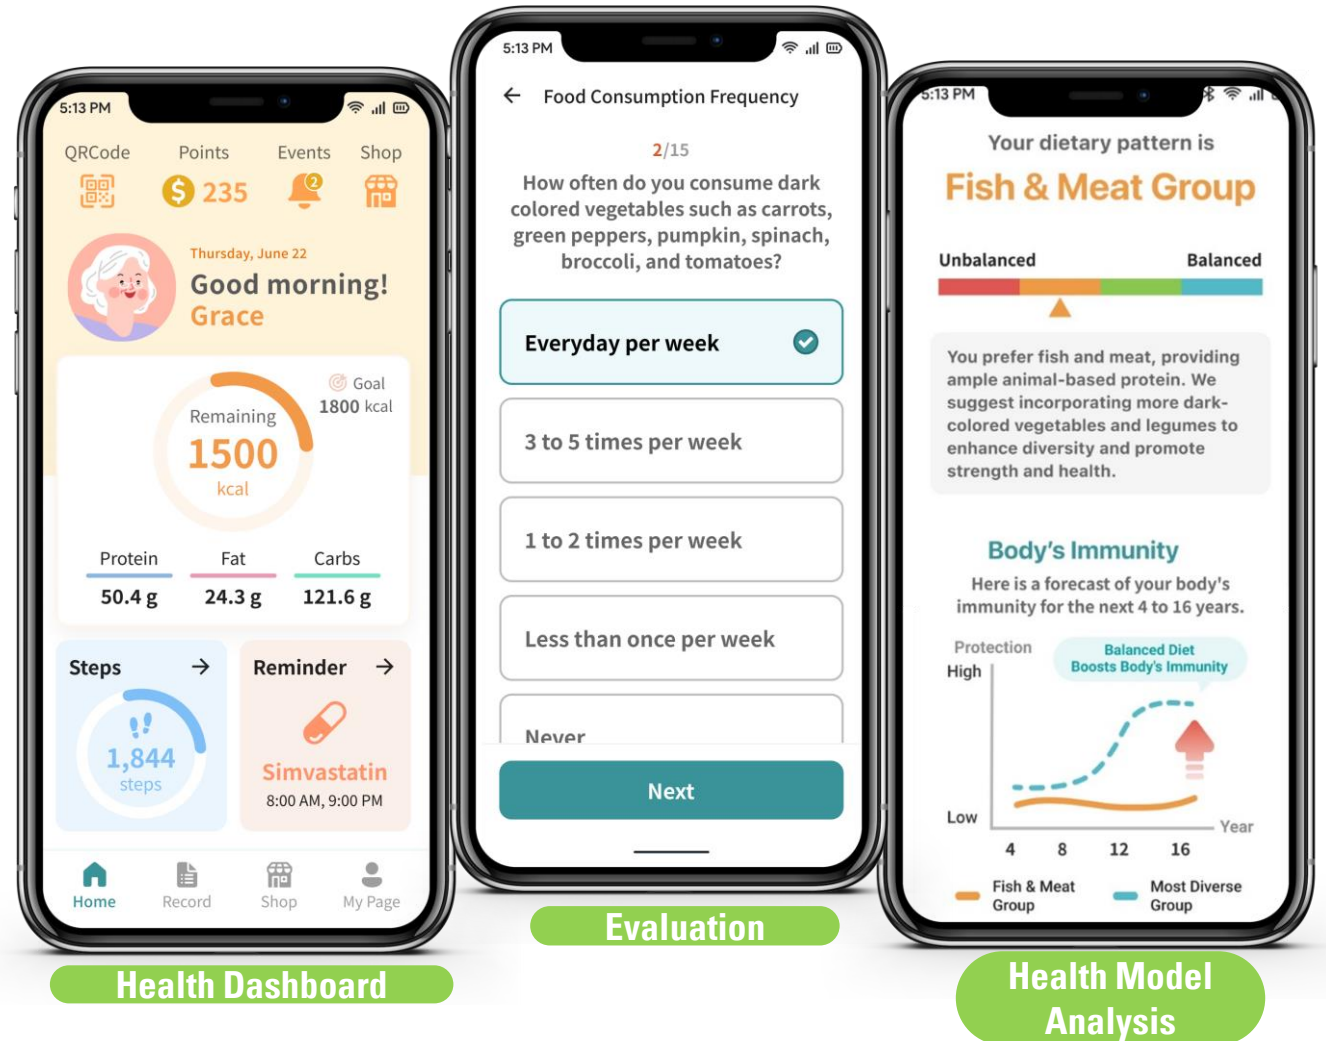 5:13 PM
QRCode Points Events Shop
$ 235 2
Thursday, June 22
Good morning!
Grace
Goal
1800 kcal
Remaining
1500
kcal
Protein Fat Carbs
50.4 g 24.3 g 121.6 g
Steps
1,844
steps
Reminder
Simvastatin
8:00 AM, 9:00 PM
Home Record Shop My Page
Health Dashboard
5:13 PM
Food Consumption Frequency
2/15
How often do you consume dark
colored vegetables such as carrots,
green peppers, pumpkin, spinach,
broccoli, and tomatoes?
Everyday per week
3 to 5 times per week
1 to 2 times per week
Less than once per week
Never
Next
Evaluation
5:13 PM
Your dietary pattern is
Fish & Meat Group
Unbalanced Balanced
You prefer fish and meat, providing
ample animal-based protein. We
suggest incorporating more dark-
colored vegetables and legumes to
enhance diversity and promote
strength and health.
Body's Immunity
Here is a forecast of your body's
immunity for the next 4 to 16 years.
Protection
High
Balanced Diet
Boosts Body's Immunity
Low
Year
4 8 12 16
Fish & Meat
Group
Most Diverse
Group
Health Model
Analysis